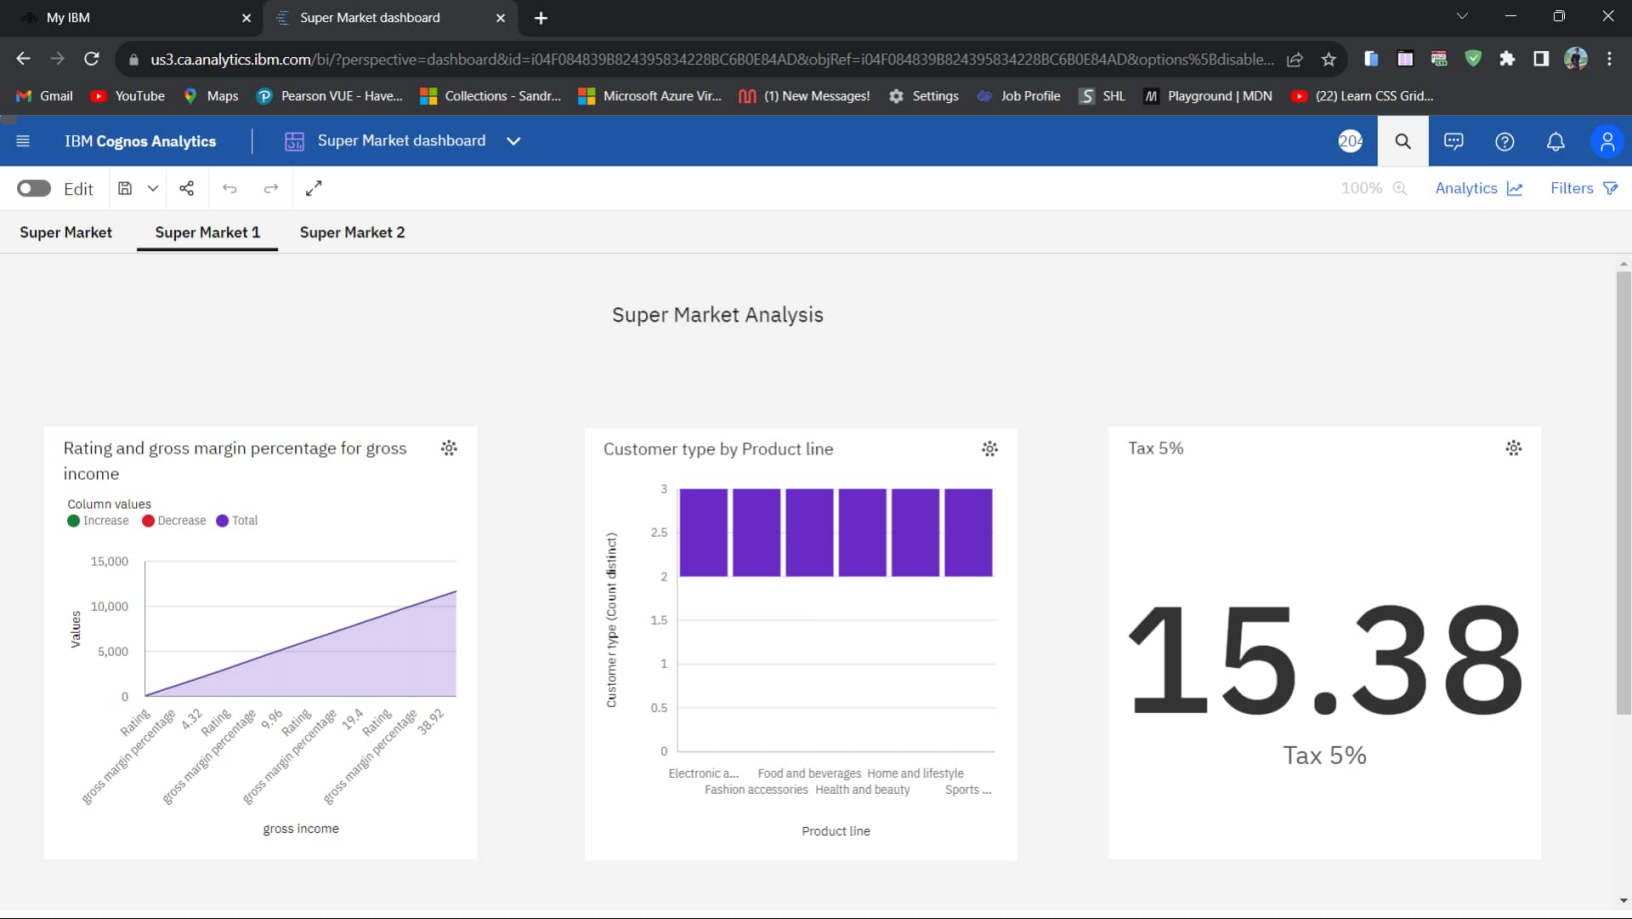 My IBM
Super Market dashboard
us3.ca.analytics.ibm.com/bi/?perspective=dashboard&id=i04F084839B824395834228BC6B0E84AD&objRef=i04F084839B824395834228BC6B0E84AD&options%5Bdisable...
Gmail
YouTube
Maps
Pearson VUE - Have...
Collections - Sandr...
Microsoft Azure Vir...
(1) New Messages!
Settings
Job Profile
SHL
Playground | MDN
(22) Learn CSS Grid...
IBM Cognos Analytics
Super Market dashboard
Edit
100%
Analytics
Filters
Super Market
Super Market 1
Super Market 2
Super Market Analysis
Rating and gross margin percentage for gross
income
Column values
Increase
Decrease
Total
15,000
10,000
5,000
0
Values
Rating
gross margin percentage
4.32
Rating
gross margin percentage
9.96
Rating
gross margin percentage
19.4
Rating
gross margin percentage
38.92
gross income
Customer type by Product line
3
2.5
2
1.5
1
0.5
0
Customer type (Count distinct)
Electronic a...
Food and beverages
Home and lifestyle
Fashion accessories
Health and beauty
Sports ...
Product line
Tax 5%
15.38
Tax 5%